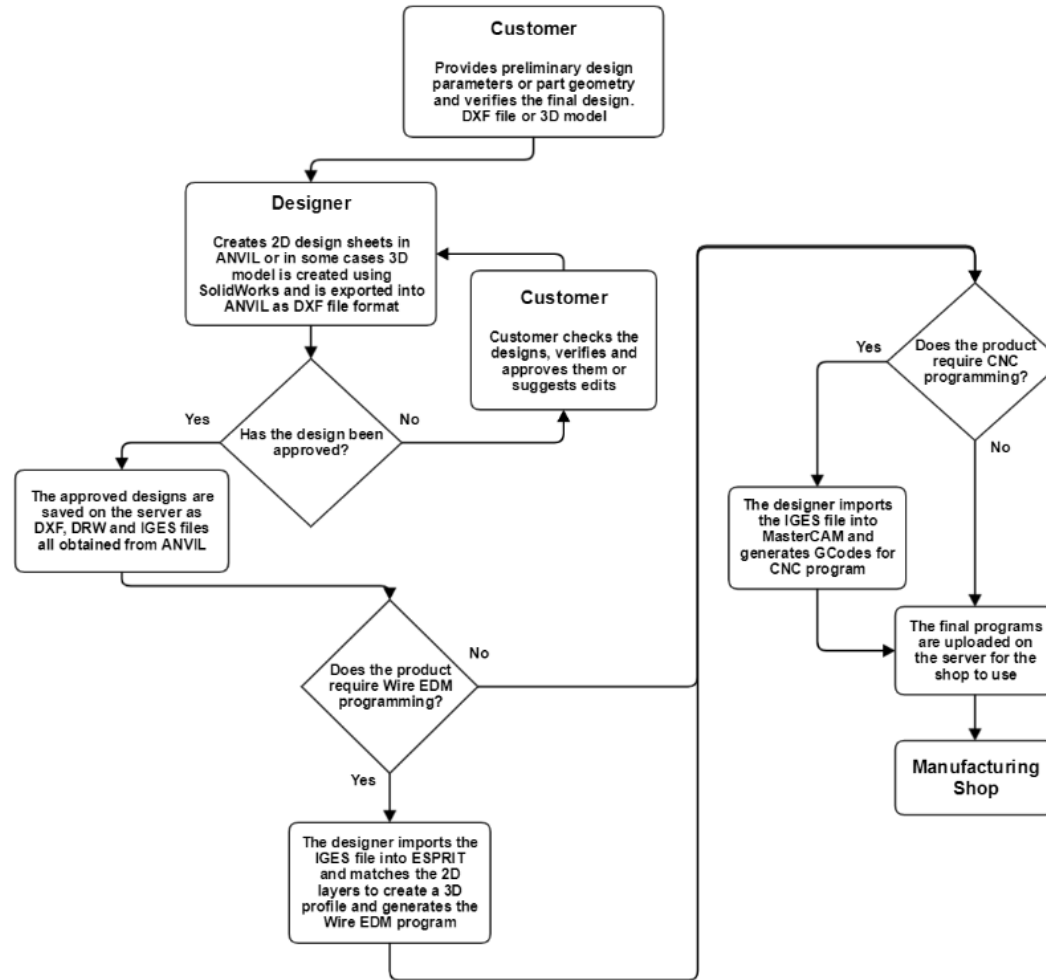 Customer
Provides preliminary design
parameters or part geometry
and verifies the final design.
DXF file or 3D model
Designer
Creates 2D design sheets in
ANVIL or in some cases 3D
model is created using
SolidWorks and is exported into
ANVIL as DXF file format
Customer
Customer checks the
designs, verifies and
approves them or
suggests edits
Has the design been
approved?
Yes
No
The approved designs are
saved on the server as
DXF, DRW and IGES files
all obtained from ANVIL
Does the product
require Wire EDM
programming?
No
Yes
The designer imports the
IGES file into ESPRIT
and matches the 2D
layers to create a 3D
profile and generates the
Wire EDM program
Does the product
require CNC
programming?
Yes
No
The designer imports
the IGES file into
MasterCAM and
generates GCodes for
CNC program
The final programs
are uploaded on
the server for the
shop to use
Manufacturing
Shop